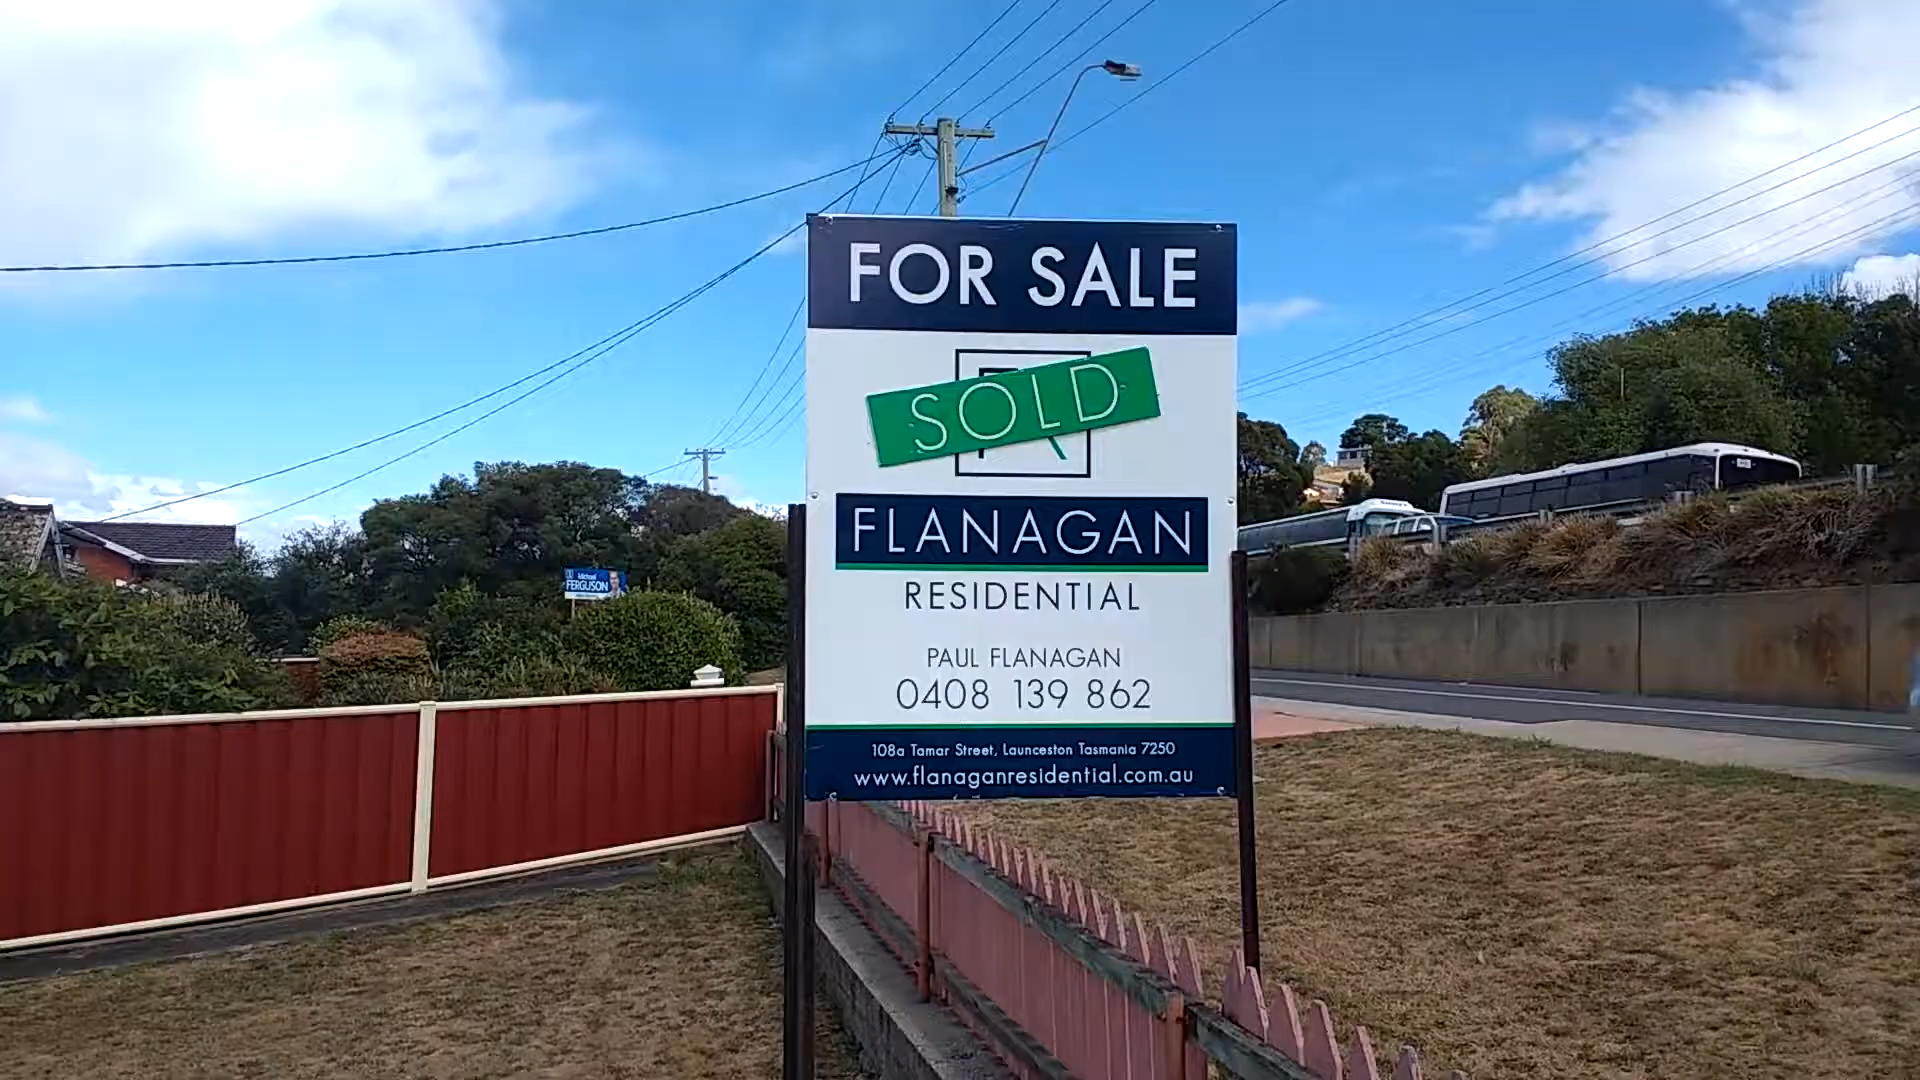 FOR SALE
SOLD
FLANAGAN
RESIDENTIAL
PAUL FLANAGAN
0408 139 862
108a Tamar Street, Launceston Tasmania 7250
www.flanaganresidential.com.au
Michael
FERGUSON